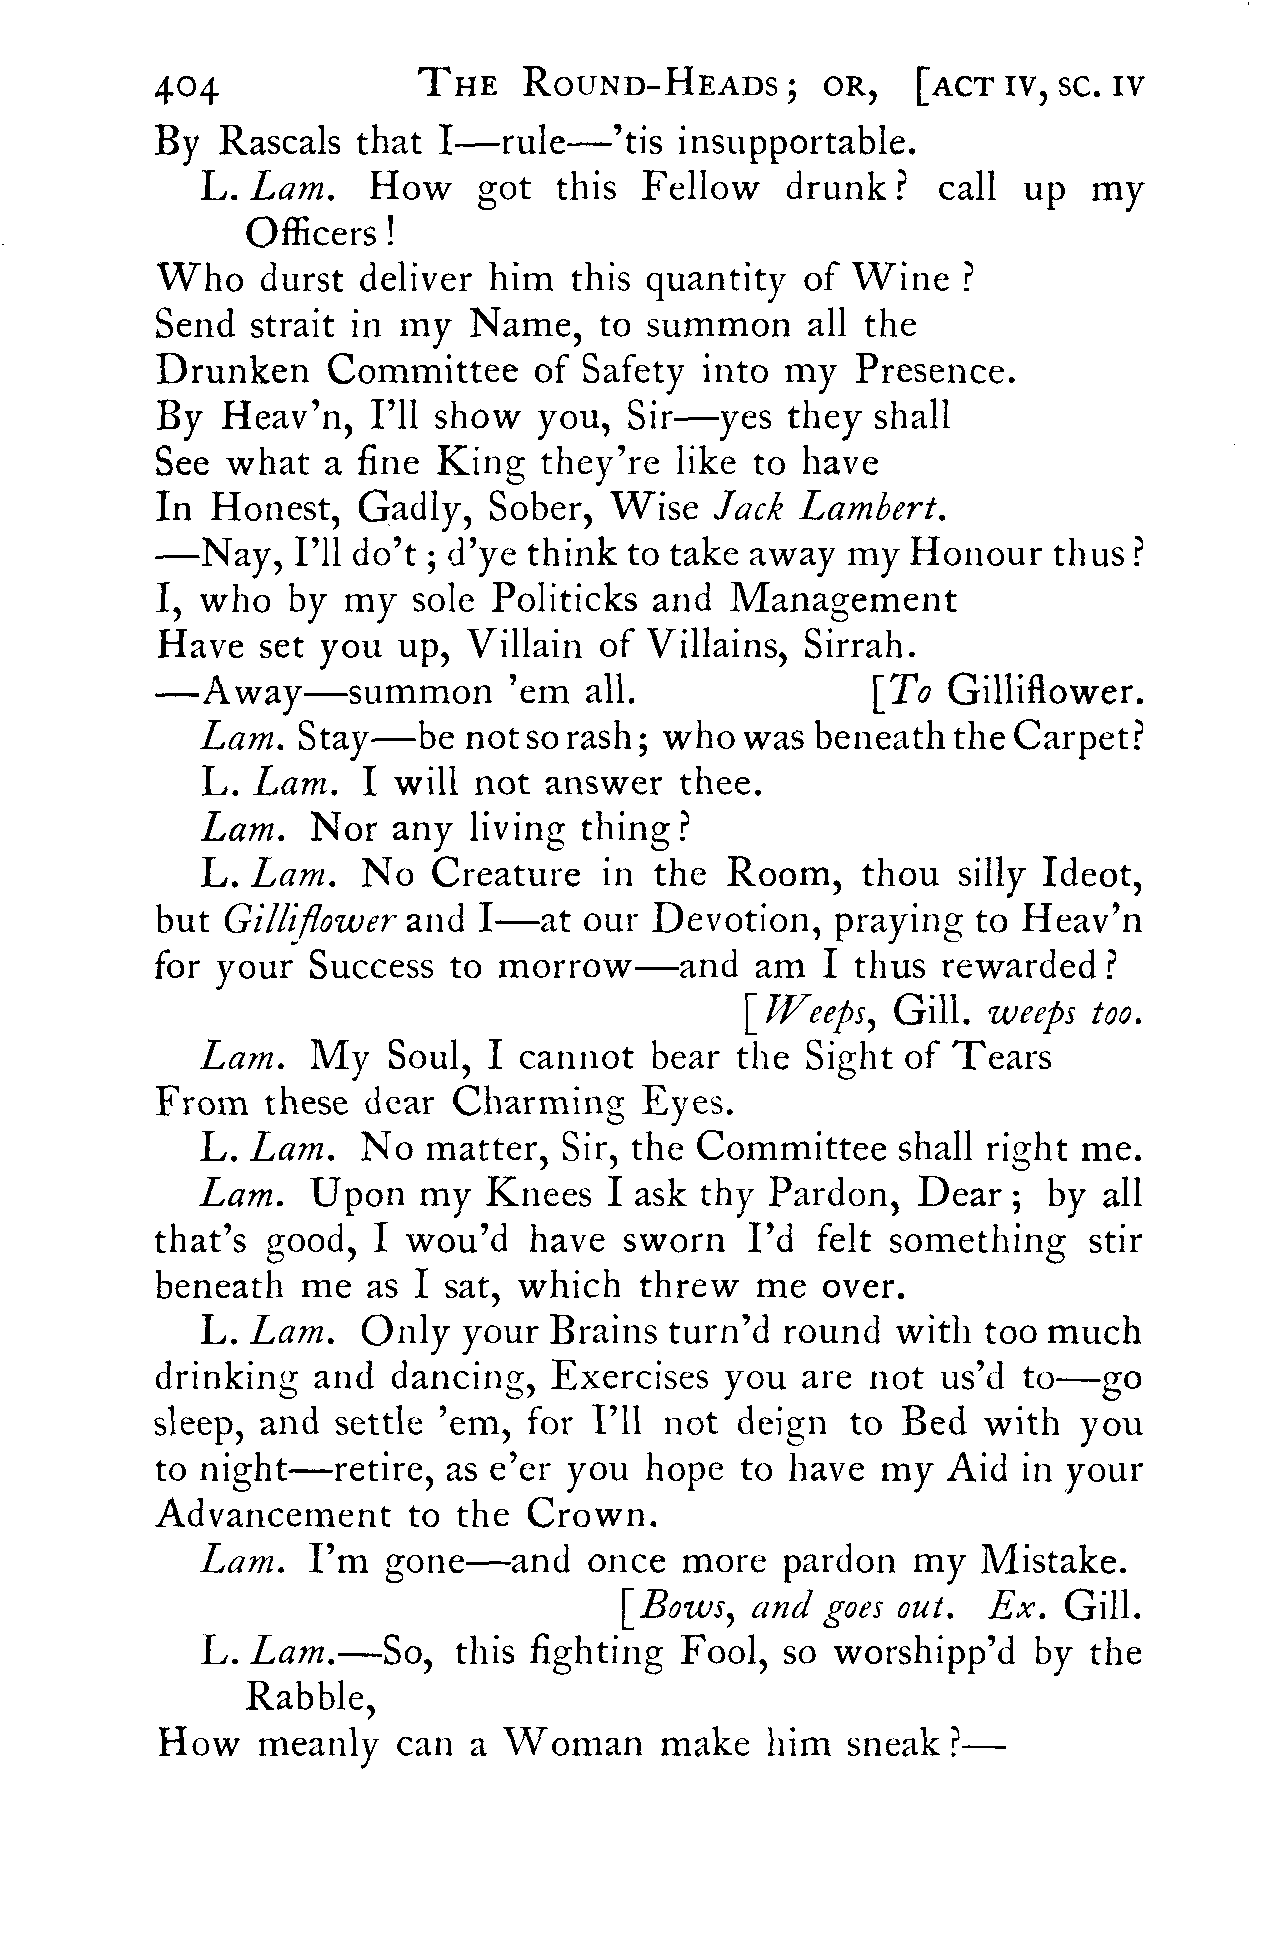 404 The Round-Heads; or, [act iv, sc. iv
By Rascals that I—rule—'tis insupportable.
L. Lam. How got this Fellow drunk? call up my
Officers!
Who durst deliver him this quantity of Wine?
Send strait in my Name, to summon all the
Drunken Committee of Safety into my Presence.
By Heav'n, I'll show you, Sir—yes they shall
See what a fine King they're like to have
In Honest, Gadly, Sober, Wise Jack Lambert.
—Nay, I'll do't; d'ye think to take away my Honour thus?
I, who by my sole Politicks and Management
Have set you up, Villain of Villains, Sirrah.
—Away—summon 'em all. [To Gilliflower.
Lam. Stay—be not so rash; who was beneath the Carpet?
L. Lam. I will not answer thee.
Lam. Nor any living thing?
L. Lam. No Creature in the Room, thou silly Ideot,
but Gilliflower and I—at our Devotion, praying to Heav'n
for your Success to morrow—and am I thus rewarded?
[Weeps, Gill. weeps too.
Lam. My Soul, I cannot bear the Sight of Tears
From these dear Charming Eyes.
L. Lam. No matter, Sir, the Committee shall right me.
Lam. Upon my Knees I ask thy Pardon, Dear; by all
that's good, I wou'd have sworn I'd felt something stir
beneath me as I sat, which threw me over.
L. Lam. Only your Brains turn'd round with too much
drinking and dancing, Exercises you are not us'd to—go
sleep, and settle 'em, for I'll not deign to Bed with you
to night—retire, as e'er you hope to have my Aid in your
Advancement to the Crown.
Lam. I'm gone—and once more pardon my Mistake.
[Bows, and goes out. Ex. Gill.
L. Lam.—So, this fighting Fool, so worshipp'd by the
Rabble,
How meanly can a Woman make him sneak?—